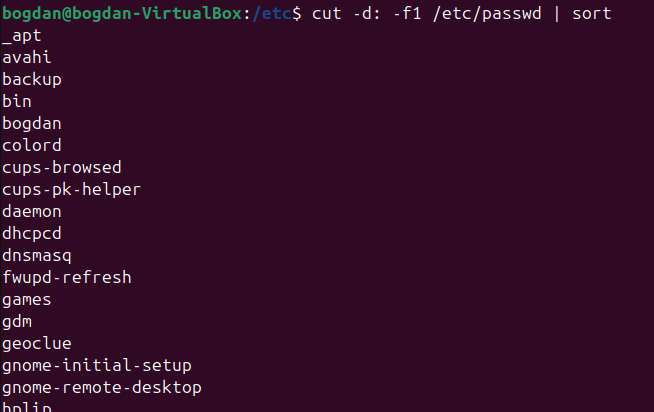 bogdan@bogdan-VirtualBox:/etc$ cut -d: -f1 /etc/passwd | sort
_apt
avahi
backup
bin
bogdan
colord
cups-browsed
cups-pk-helper
daemon
dhcpcd
dnsmasq
fwupd-refresh
games
gdm
geoclue
gnome-initial-setup
gnome-remote-desktop
hplip